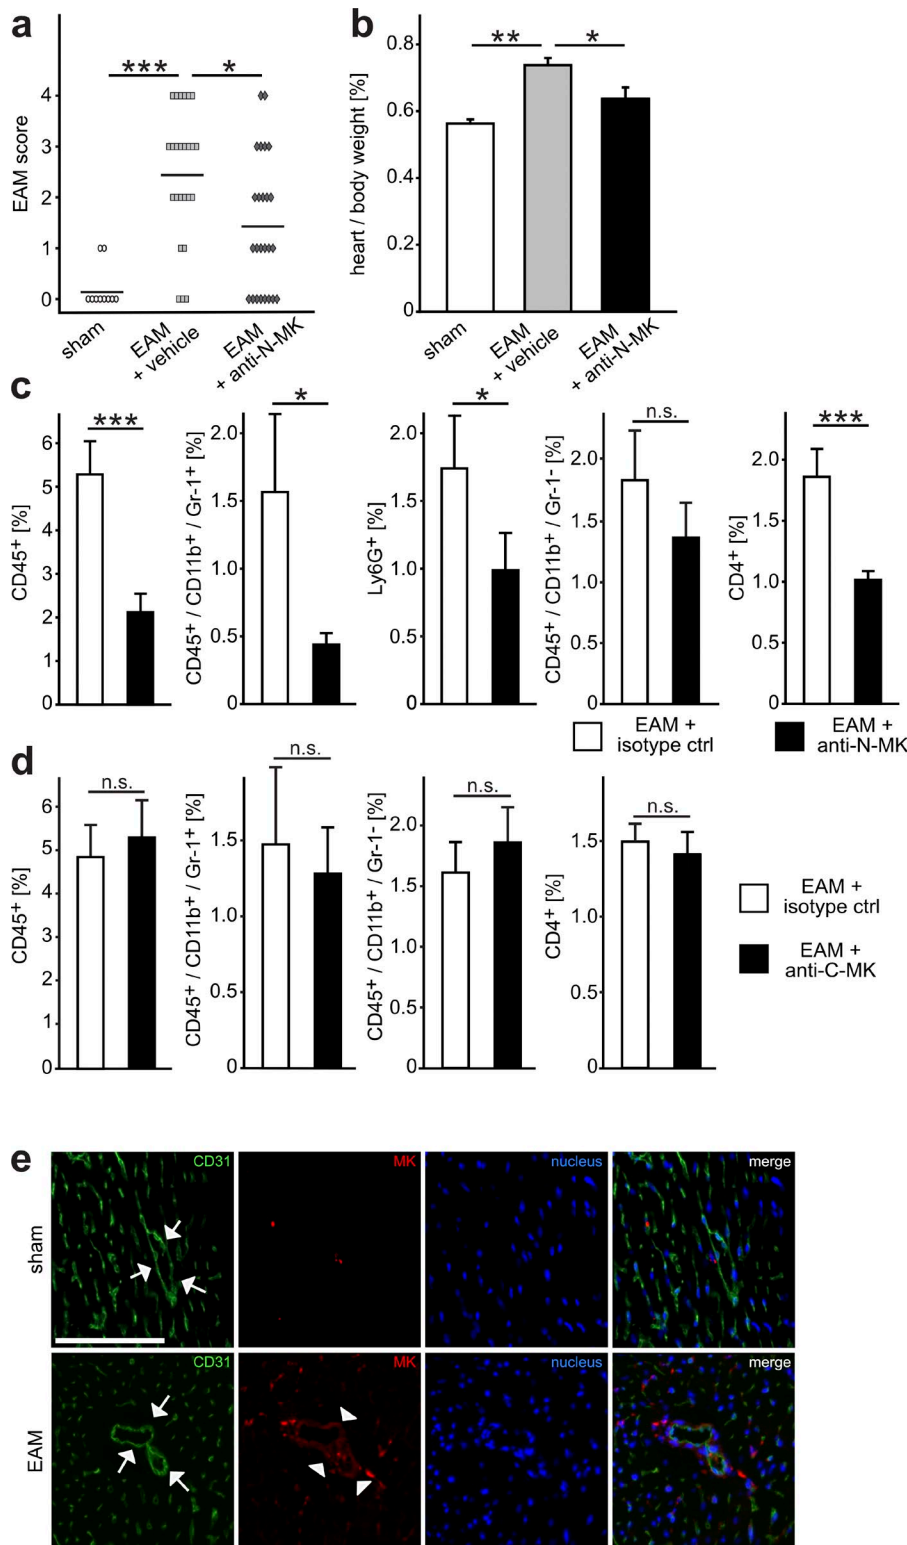 a
EAM score
4
3
2
1
0
***
*
sham
EAM
+ vehicle
EAM
+ anti-N-MK
b
heart / body weight [%]
0.8
0.6
0.4
0.2
0
**
*
sham
EAM
+ vehicle
EAM
+ anti-N-MK
c
CD45⁺ [%]
6
5
4
3
2
1
0
***
CD45⁺ / CD11b⁺ / Gr-1⁺ [%]
2.0
1.5
1.0
0.5
0
*
Ly6G⁺ [%]
2.0
1.5
1.0
0.5
0
*
CD45⁺ / CD11b⁺ / Gr-1- [%]
2.0
1.5
1.0
0.5
0
n.s.
CD4⁺ [%]
2.0
1.5
1.0
0.5
0
***
EAM +
isotype ctrl
EAM +
anti-N-MK
d
CD45⁺ [%]
6
5
4
3
2
1
0
n.s.
CD45⁺ / CD11b⁺ / Gr-1⁺ [%]
1.5
1.0
0.5
0
n.s.
CD45⁺ / CD11b⁺ / Gr-1- [%]
2.0
1.5
1.0
0.5
0
n.s.
CD4⁺ [%]
1.5
1.0
0.5
0
n.s.
EAM +
isotype ctrl
EAM +
anti-C-MK
e
sham
CD31
MK
nucleus
merge
EAM
CD31
MK
nucleus
merge